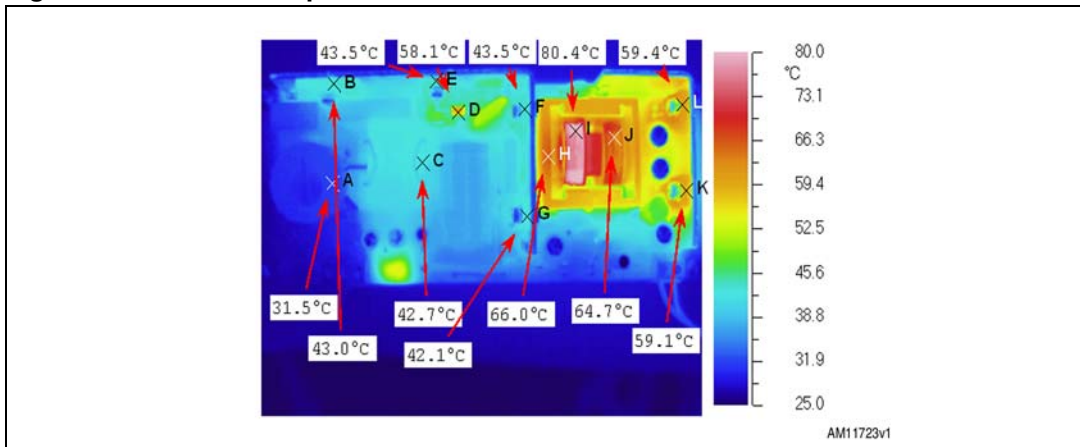 43.5°C 58.1°C 43.5°C 80.4°C 59.4°C 80.0
°C
B E L 73.1
D F
I J 66.3
C H
A K 59.4
G 52.5
45.6
31.5°C 42.7°C 66.0°C 64.7°C 38.8
59.1°C
43.0°C 42.1°C 31.9
25.0
AM11723v1